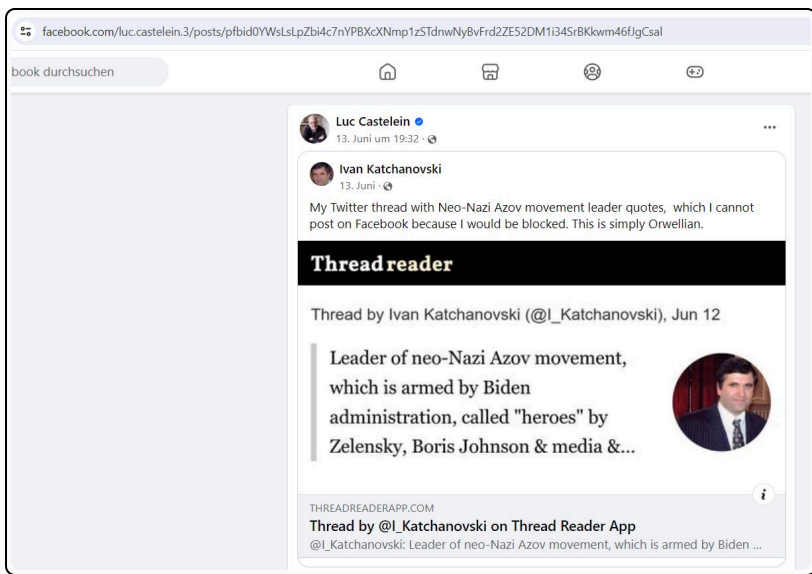 facebook.com/luc.castelein.3/posts/pfbid0YWsLsLpZbi4c7nYPBXcXNmp1zSTdnwNyBvFrd2ZE52DM1i34SrBKkwm46fJgCsal
book durchsuchen
Luc Castelein
13. Juni um 19:32 ·
Ivan Katchanovski
13. Juni ·
My Twitter thread with Neo-Nazi Azov movement leader quotes, which I cannot
post on Facebook because I would be blocked. This is simply Orwellian.
Thread reader
Thread by Ivan Katchanovski (@I_Katchanovski), Jun 12
Leader of neo-Nazi Azov movement,
which is armed by Biden
administration, called "heroes" by
Zelensky, Boris Johnson & media &...
THREADREADERAPP.COM
Thread by @I_Katchanovski on Thread Reader App
@I_Katchanovski: Leader of neo-Nazi Azov movement, which is armed by Biden ...